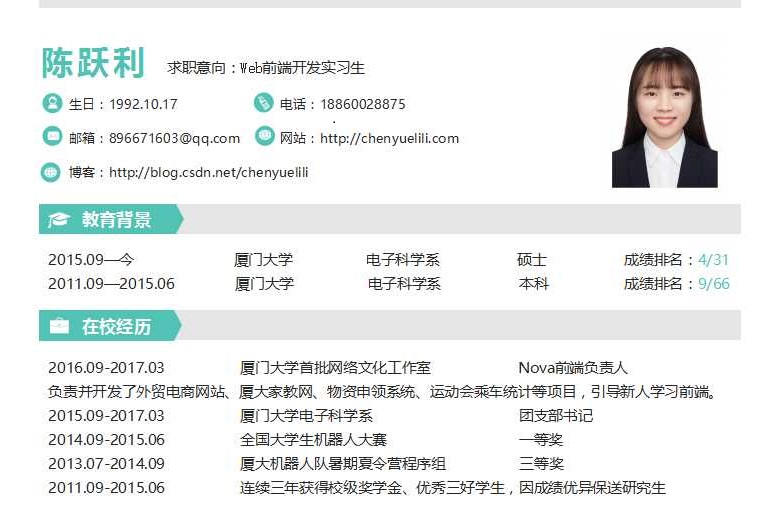 陈跃利 求职意向：Web前端开发实习生
生日：1992.10.17 电话：18860028875
邮箱：896671603@qq.com 网站：http://chenyuelili.com
博客：http://blog.csdn.net/chenyuelili
教育背景
2015.09—今 厦门大学 电子科学系 硕士 成绩排名：4/31
2011.09—2015.06 厦门大学 电子科学系 本科 成绩排名：9/66
在校经历
2016.09-2017.03 厦门大学首批网络文化工作室 Nova前端负责人
负责并开发了外贸电商网站、厦大家教网、物资申领系统、运动会乘车统计等项目，引导新人学习前端。
2015.09-2017.03 厦门大学电子科学系 团支部书记
2014.09-2015.06 全国大学生机器人大赛 一等奖
2013.07-2014.09 厦大机器人队暑期夏令营程序组 三等奖
2011.09-2015.06 连续三年获得校级奖学金、优秀三好学生，因成绩优异保送研究生